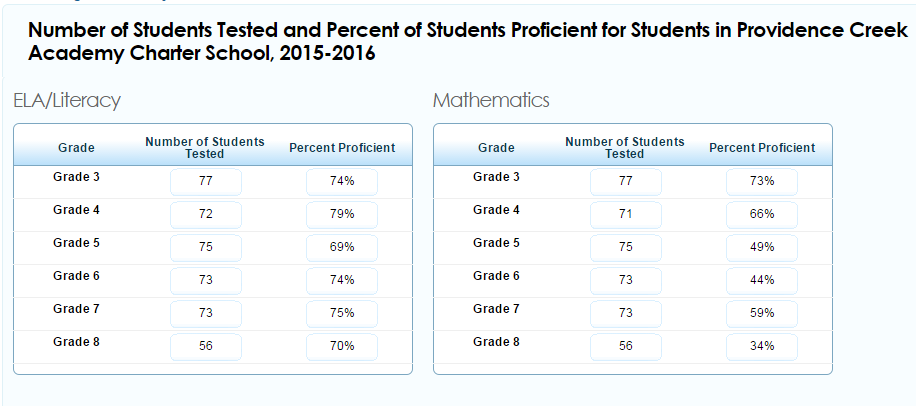 Number of Students Tested and Percent of Students Proficient for Students in Providence Creek
Academy Charter School, 2015-2016
ELA/Literacy
Grade Number of Students Tested Percent Proficient
Grade 3 77 74%
Grade 4 72 79%
Grade 5 75 69%
Grade 6 73 74%
Grade 7 73 75%
Grade 8 56 70%
Mathematics
Grade Number of Students Tested Percent Proficient
Grade 3 77 73%
Grade 4 71 66%
Grade 5 75 49%
Grade 6 73 44%
Grade 7 73 59%
Grade 8 56 34%